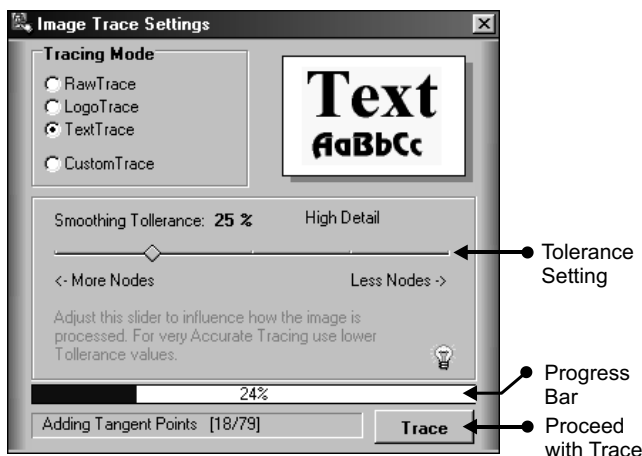 Image Trace Settings
Tracing Mode
RawTrace
LogoTrace
TextTrace
CustomTrace
Text
AaBbCc
Smoothing Tollerance: 25 % High Detail
<- More Nodes Less Nodes ->
Adjust this slider to influence how the image is
processed. For very Accurate Tracing use lower
Tollerance values.
24%
Adding Tangent Points [18/79]
Trace
Tolerance
Setting
Progress
Bar
Proceed
with Trace